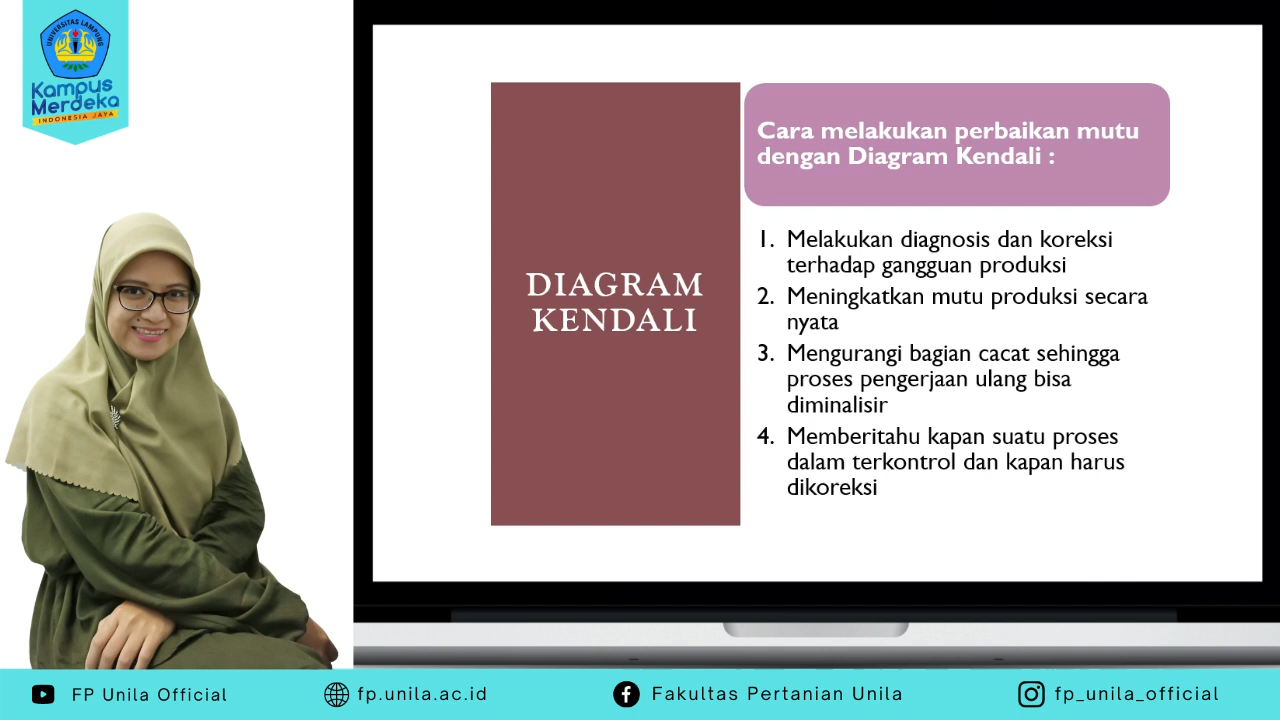 UNIVERSITAS LAMPUNG
Kampus
Merdeka
INDONESIA JAYA
DIAGRAM
KENDALI
Cara melakukan perbaikan mutu
dengan Diagram Kendali :
1. Melakukan diagnosis dan koreksi
terhadap gangguan produksi
2. Meningkatkan mutu produksi secara
nyata
3. Mengurangi bagian cacat sehingga
proses pengerjaan ulang bisa
diminalisir
4. Memberitahu kapan suatu proses
dalam terkontrol dan kapan harus
dikoreksi
FP Unila Official
fp.unila.ac.id
Fakultas Pertanian Unila
fp_unila_official